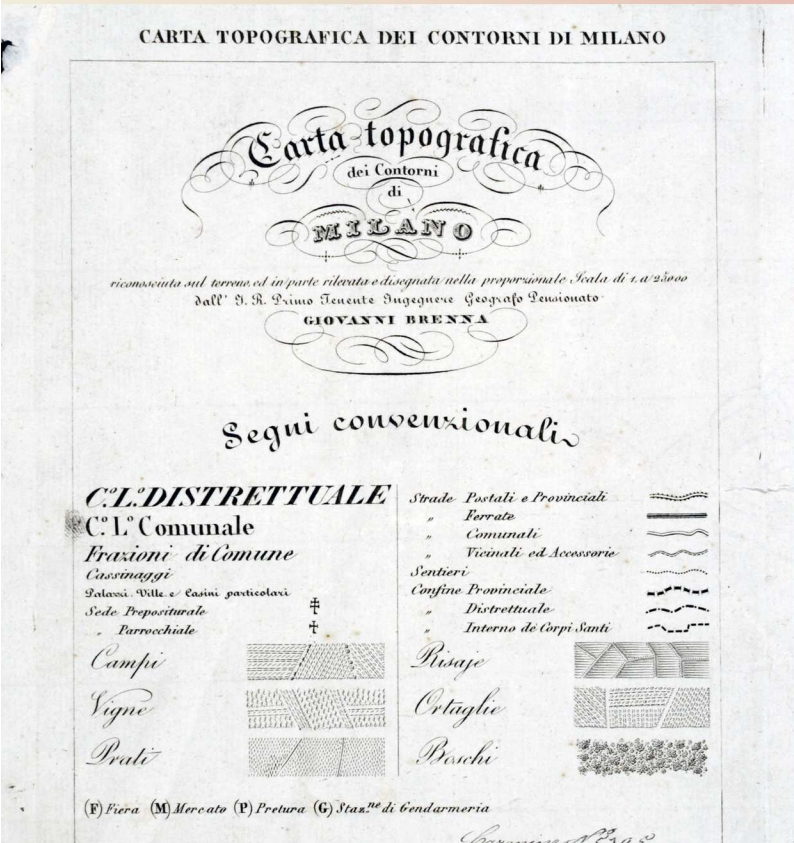 CARTA TOPOGRAFICA DEI CONTORNI DI MILANO
Carta topografica
dei Contorni
di
MILANO
riconosciuta sul terreno, ed in parte rilevata e disegnata nella proporzionale Scala di 1. a 25000
dall' I. R. Primo Tenente Ingegnere Geografo Pensionato
GIOVANNI BRENNA
Segni convenzionali
C.º L.º DISTRETTUALE
C.º L.º Comunale
Frazioni di Comune
Cassinaggi
Palazzi. Ville. e Casini particolari
Sede Prepositurale
„ Parrocchiale
Campi
Vigne
Prati
Strade Postali e Provinciali
„ Ferrate
„ Comunali
„ Vicinali ed Accessorie
Sentieri
Confine Provinciale
„ Distrettuale
„ Interno de Corpi Santi
Risaje
Ortaglie
Boschi
(F) Fiera (M) Mercato (P) Pretura (G) Staz.ne di Gendarmeria